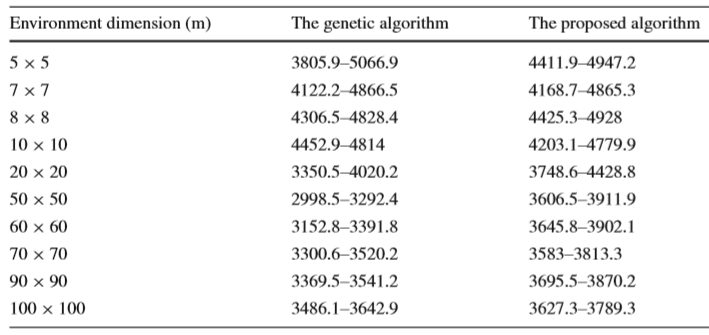 Environment dimension (m) The genetic algorithm The proposed algorithm
5 × 5 3805.9–5066.9 4411.9–4947.2
7 × 7 4122.2–4866.5 4168.7–4865.3
8 × 8 4306.5–4828.4 4425.3–4928
10 × 10 4452.9–4814 4203.1–4779.9
20 × 20 3350.5–4020.2 3748.6–4428.8
50 × 50 2998.5–3292.4 3606.5–3911.9
60 × 60 3152.8–3391.8 3645.8–3902.1
70 × 70 3300.6–3520.2 3583–3813.3
90 × 90 3369.5–3541.2 3695.5–3870.2
100 × 100 3486.1–3642.9 3627.3–3789.3